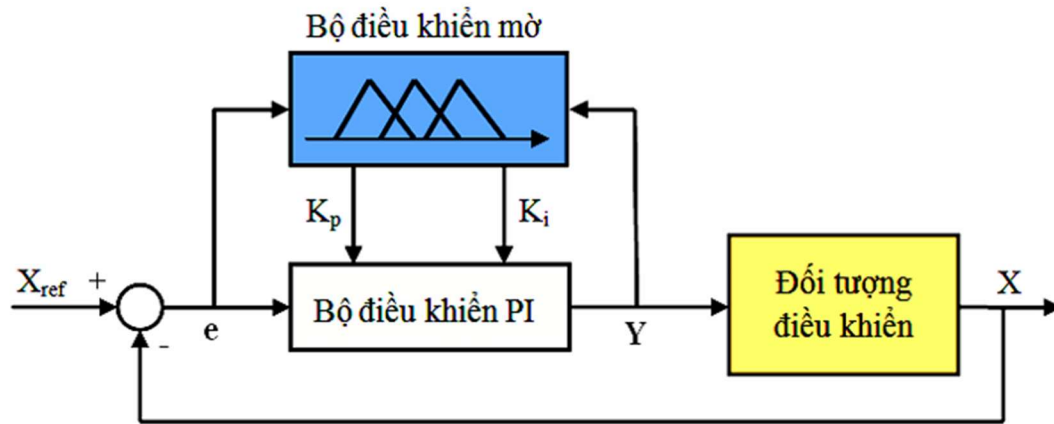 Bộ điều khiển mờ
Kp
Ki
Xref
+
-
e
Bộ điều khiển PI
Y
Đối tượng
điều khiển
X